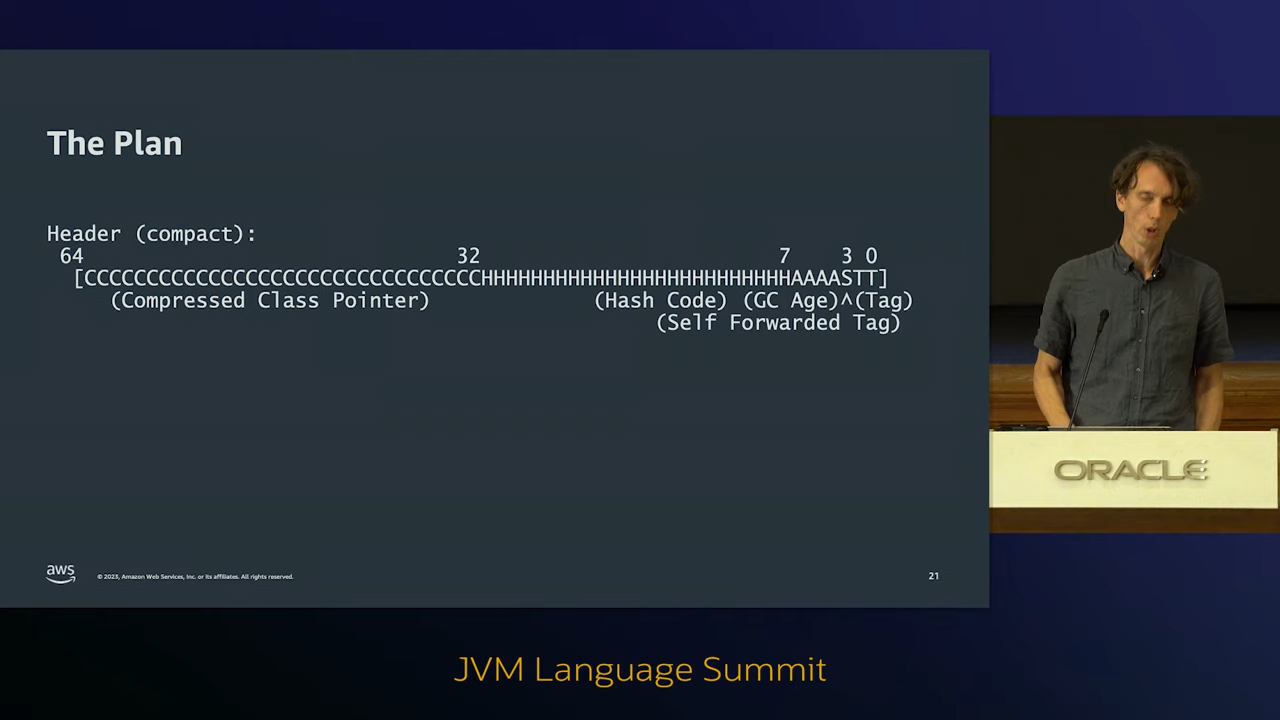 The Plan
Header (compact):
64 32 7 3 0
[CCCCCCCCCCCCCCCCCCCCCCCCCCCCCCCCHHHHHHHHHHHHHHHHHHHHHHHHHAAAASTT]
(Compressed Class Pointer) (Hash Code) (GC Age)^(Tag)
(Self Forwarded Tag)
aws
© 2023, Amazon Web Services, Inc. or its affiliates. All rights reserved.
21
ORACLE
JVM Language Summit